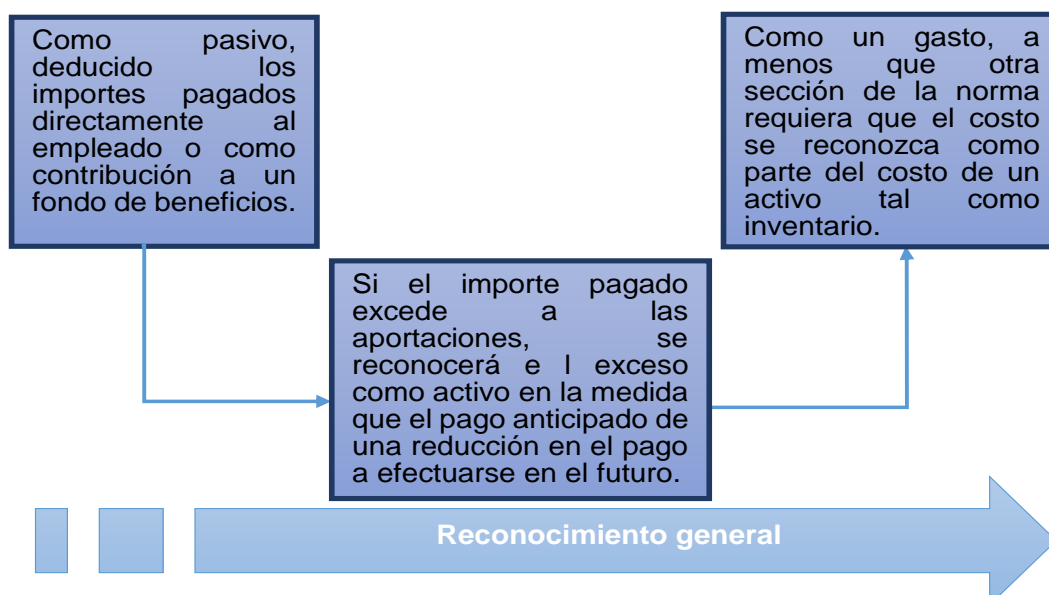 Como pasivo,
deducido los
importes pagados
directamente al
empleado o como
contribución a un
fondo de beneficios.
Si el importe pagado
excede a las
aportaciones, se
reconocerá e l exceso
como activo en la medida
que el pago anticipado de
una reducción en el pago
a efectuarse en el futuro.
Como un gasto, a
menos que otra
sección de la norma
requiera que el costo
se reconozca como
parte del costo de un
activo tal como
inventario.
Reconocimiento general